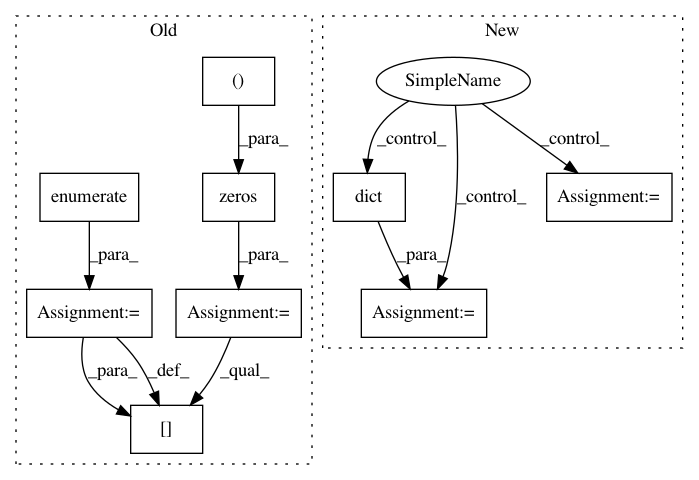 Old
New
()
SimpleName
_para_
_control_
_control_
enumerate
zeros
dict
_control_
Assignment:=
_para_
_para_
_para_
Assignment:=
Assignment:=
Assignment:=
_para_
_def_
_qual_
[]